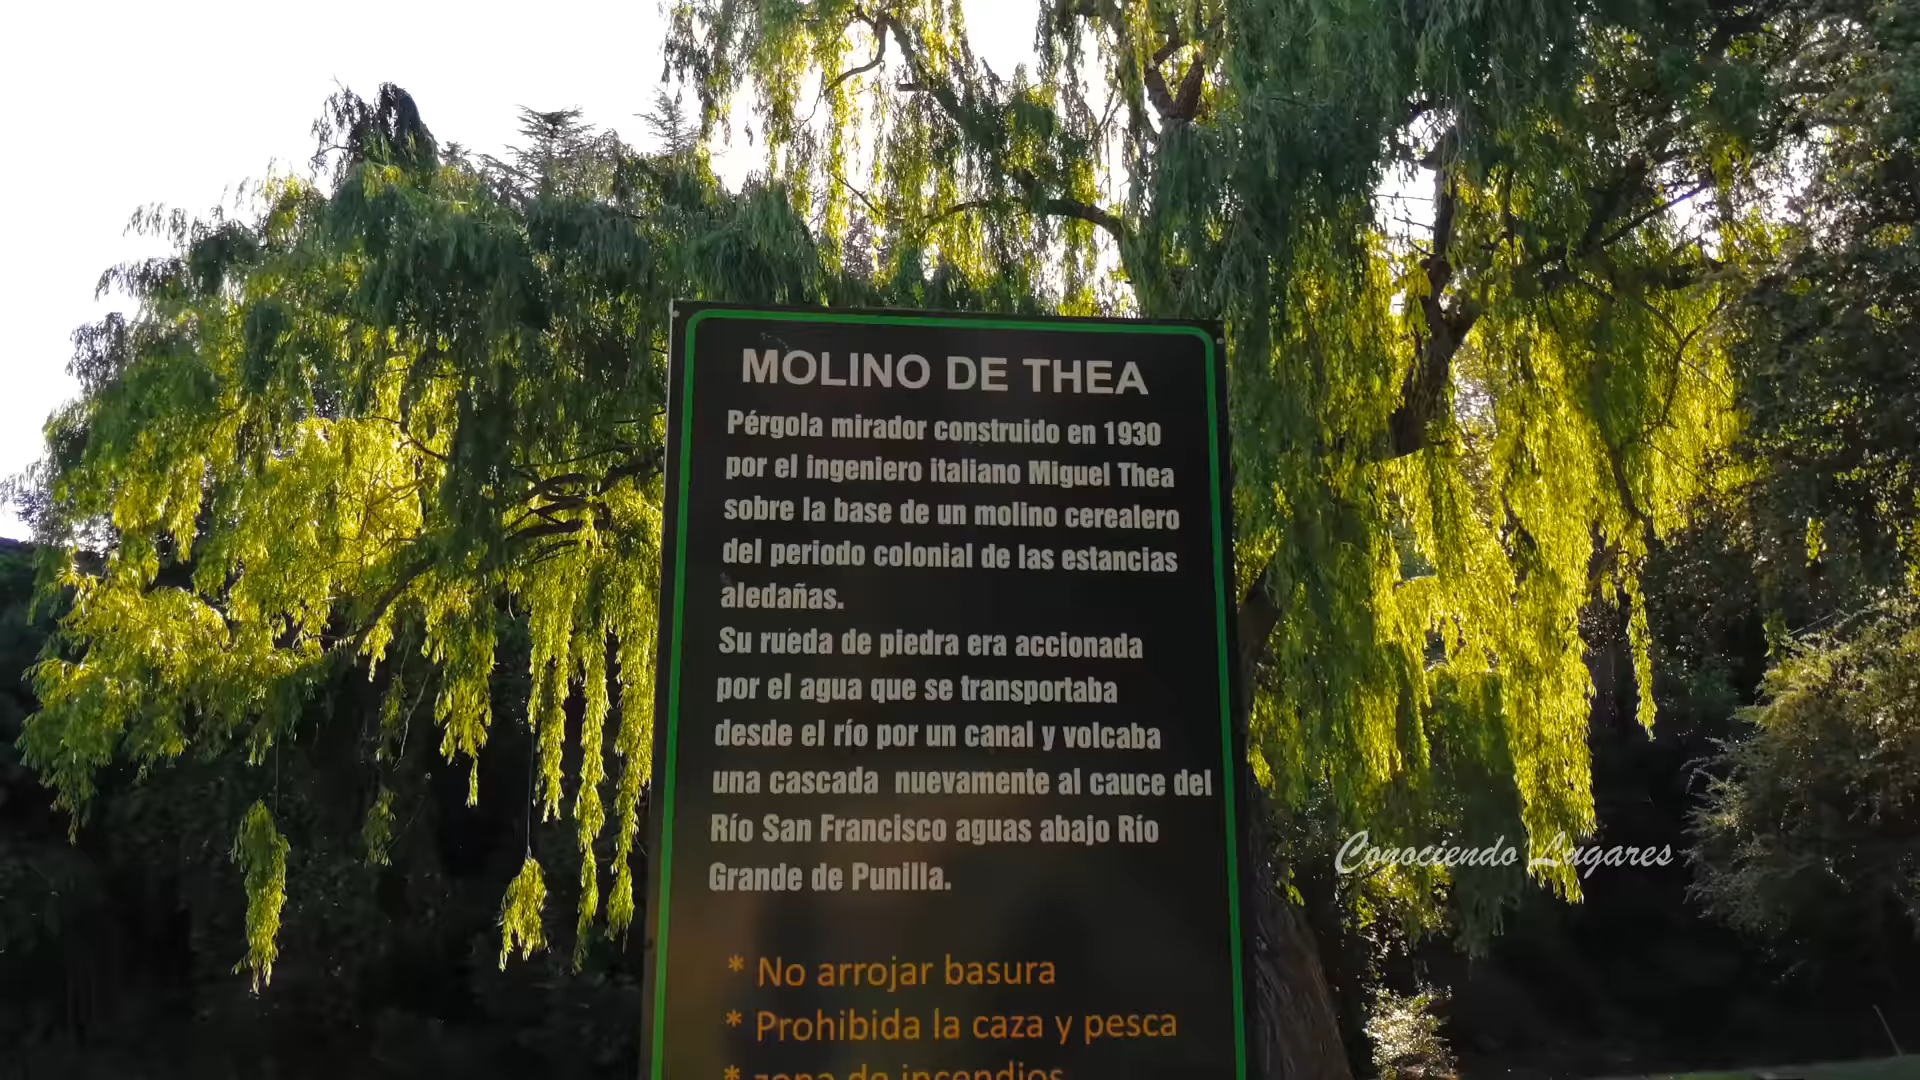 MOLINO DE THEA
Pérgola mirador construido en 1930
por el ingeniero italiano Miguel Thea
sobre la base de un molino cerealero
del periodo colonial de las estancias
aledañas.
Su rueda de piedra era accionada
por el agua que se transportaba
desde el río por un canal y volcaba
una cascada nuevamente al cauce del
Río San Francisco aguas abajo Río
Grande de Punilla.
* No arrojar basura
* Prohibida la caza y pesca
* zona de incendios
Conociendo Lugares